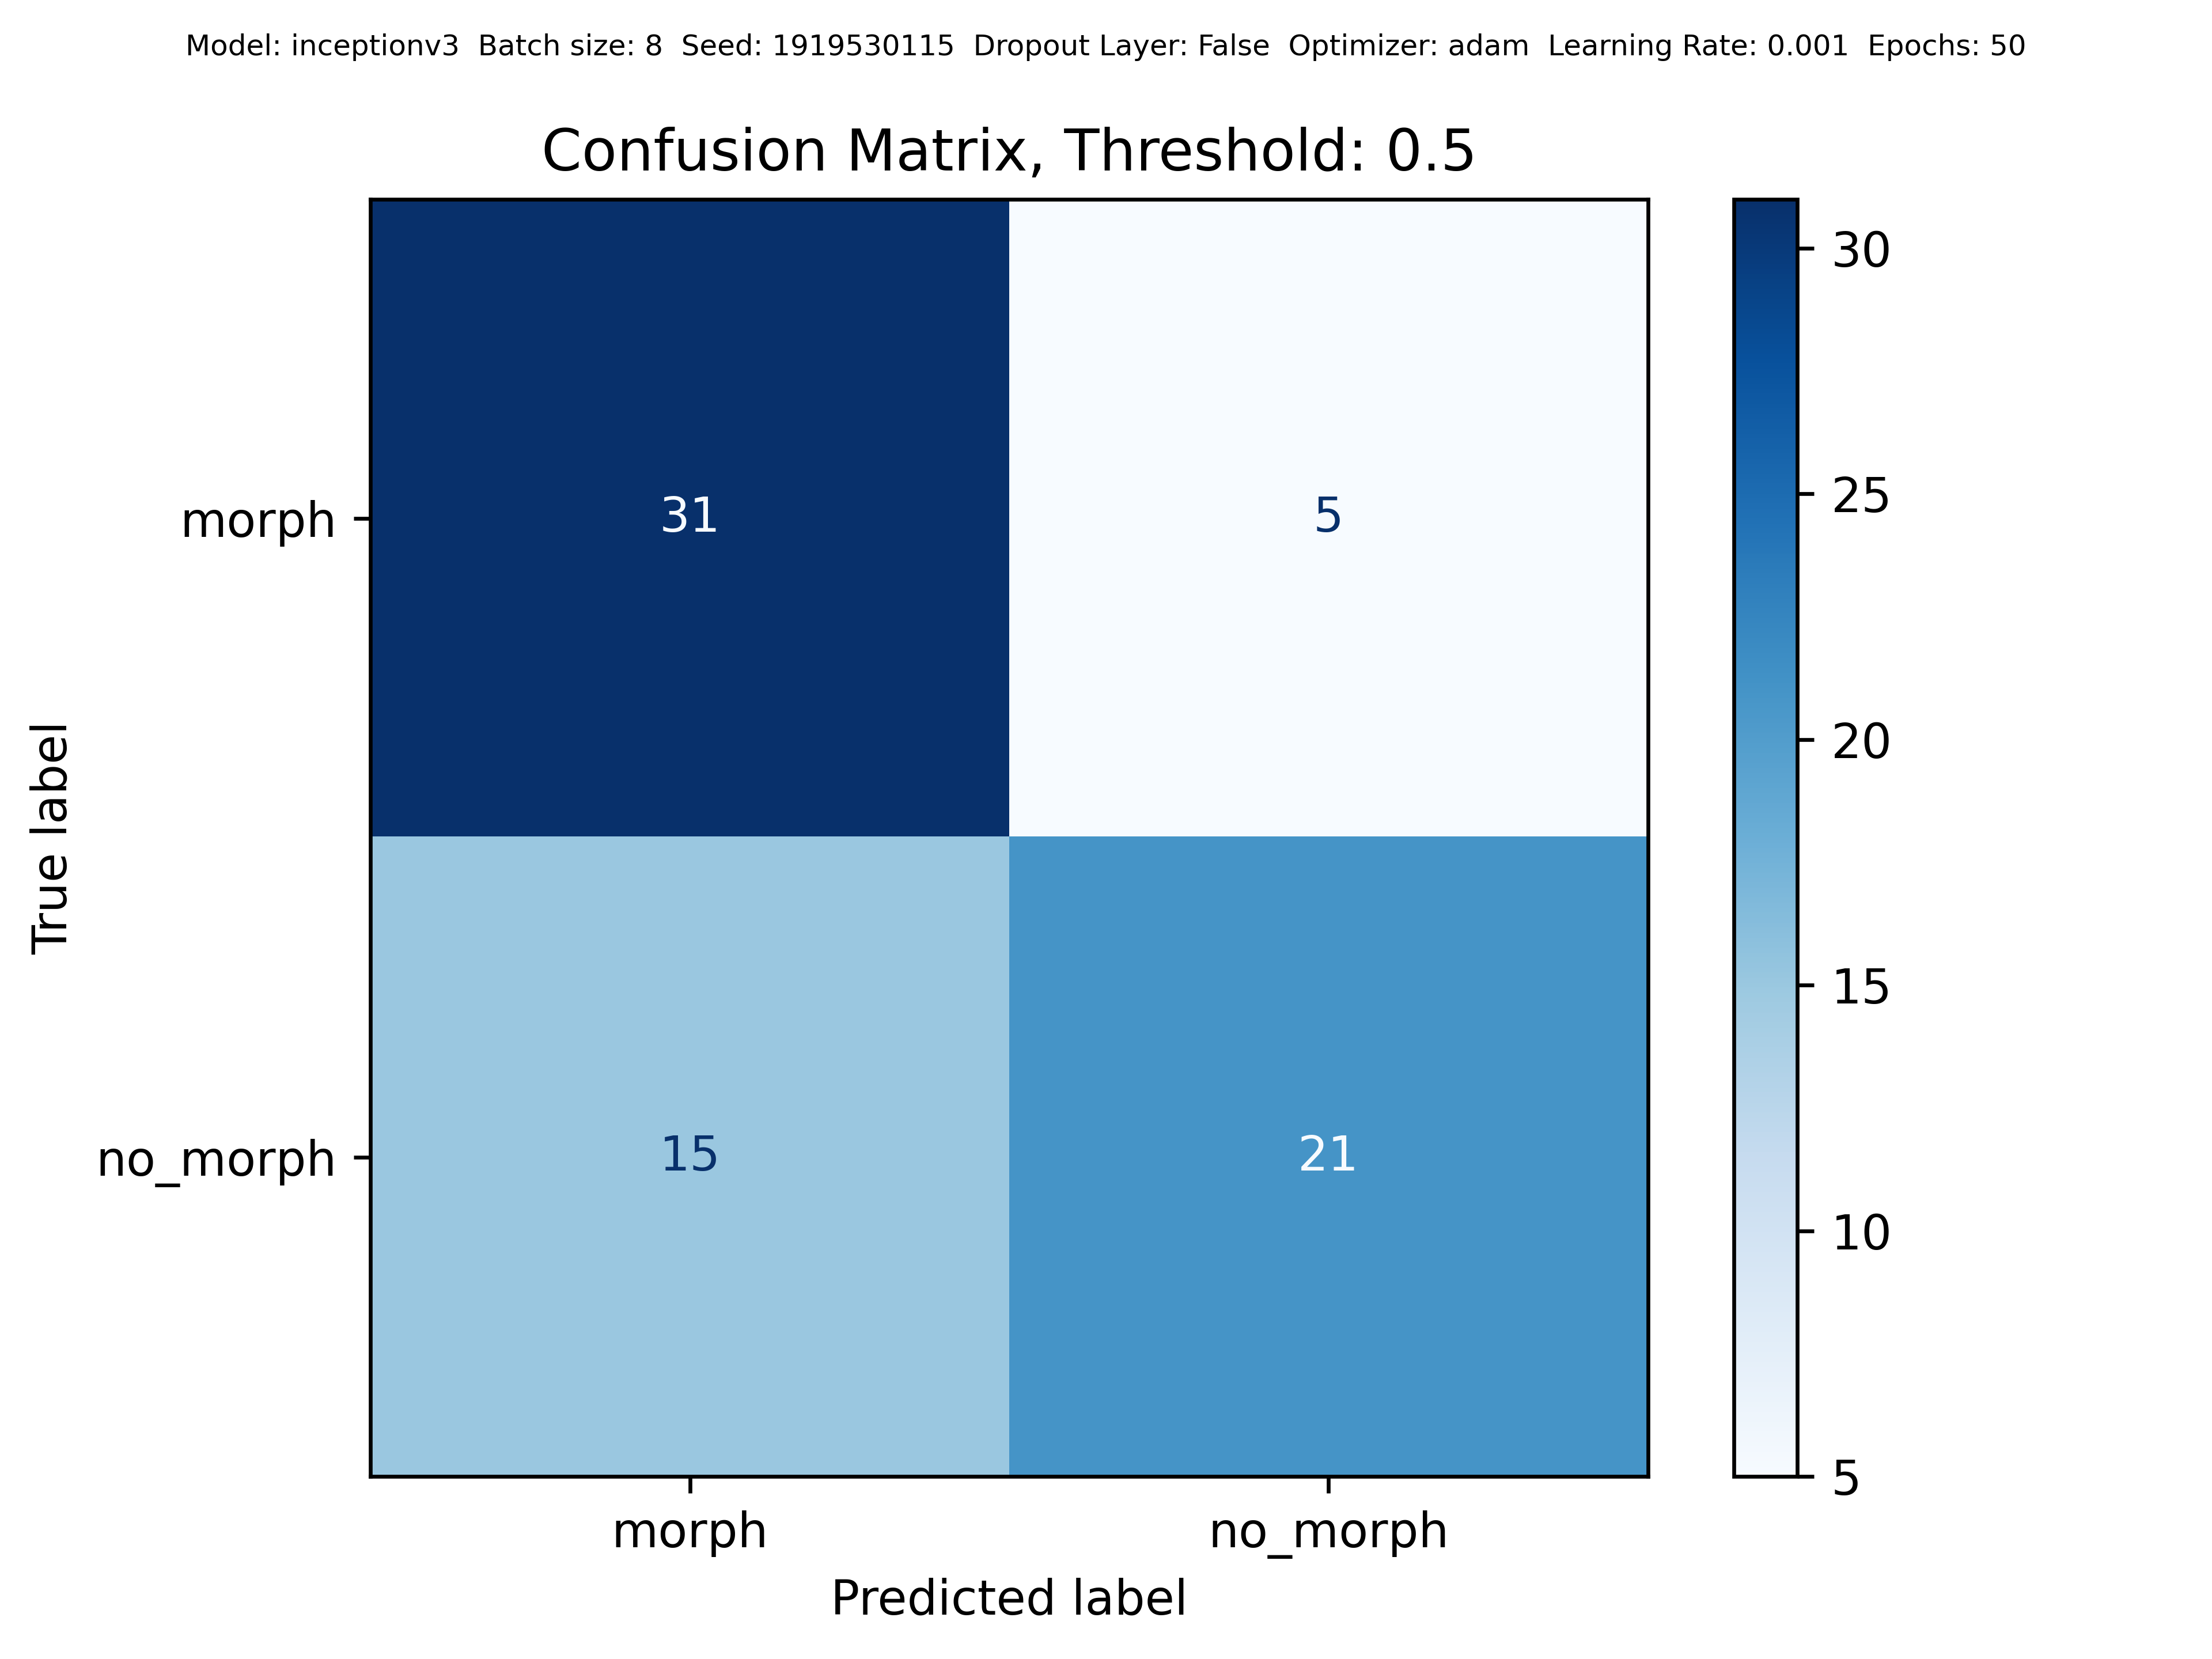 Model: inceptionv3  Batch size: 8  Seed: 1919530115  Dropout Layer: False  Optimizer: adam  Learning Rate: 0.001  Epochs: 50
Confusion Matrix, Threshold: 0.5
True label
morph
31
5
no_morph
15
21
morph
no_morph
Predicted label
30
25
20
15
10
5